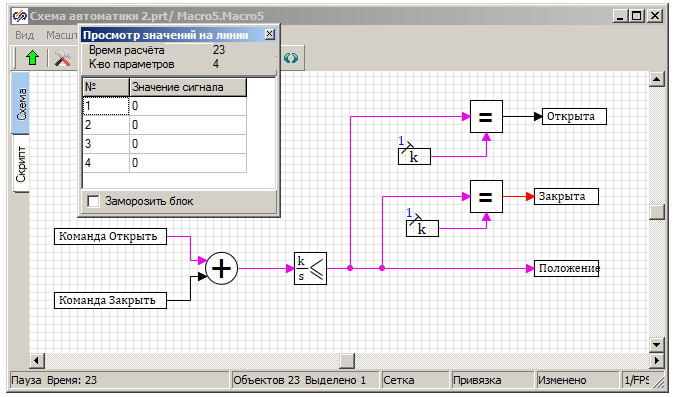 Схема автоматики 2.prt/ Macro5.Macro5
Вид Масшт
Просмотр значений на линии
Время расчёта 23
К-во параметров 4
№ Значение сигнала
1 0
2 0
3 0
4 0
Заморозить блок
Схема
Скрипт
= Открыта
1
k
= Закрыта
1
k
Команда Открыть
+
k
s
≤
Положение
Команда Закрыть
Пауза Время: 23 Объектов 23 Выделено 1 Сетка Привязка Изменено 1/FPS